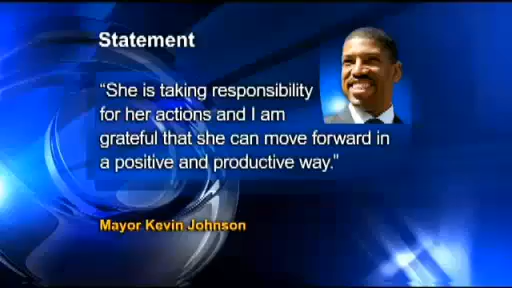 Statement
“She is taking responsibility
for her actions and I am
grateful that she can move forward in
a positive and productive way.”
Mayor Kevin Johnson